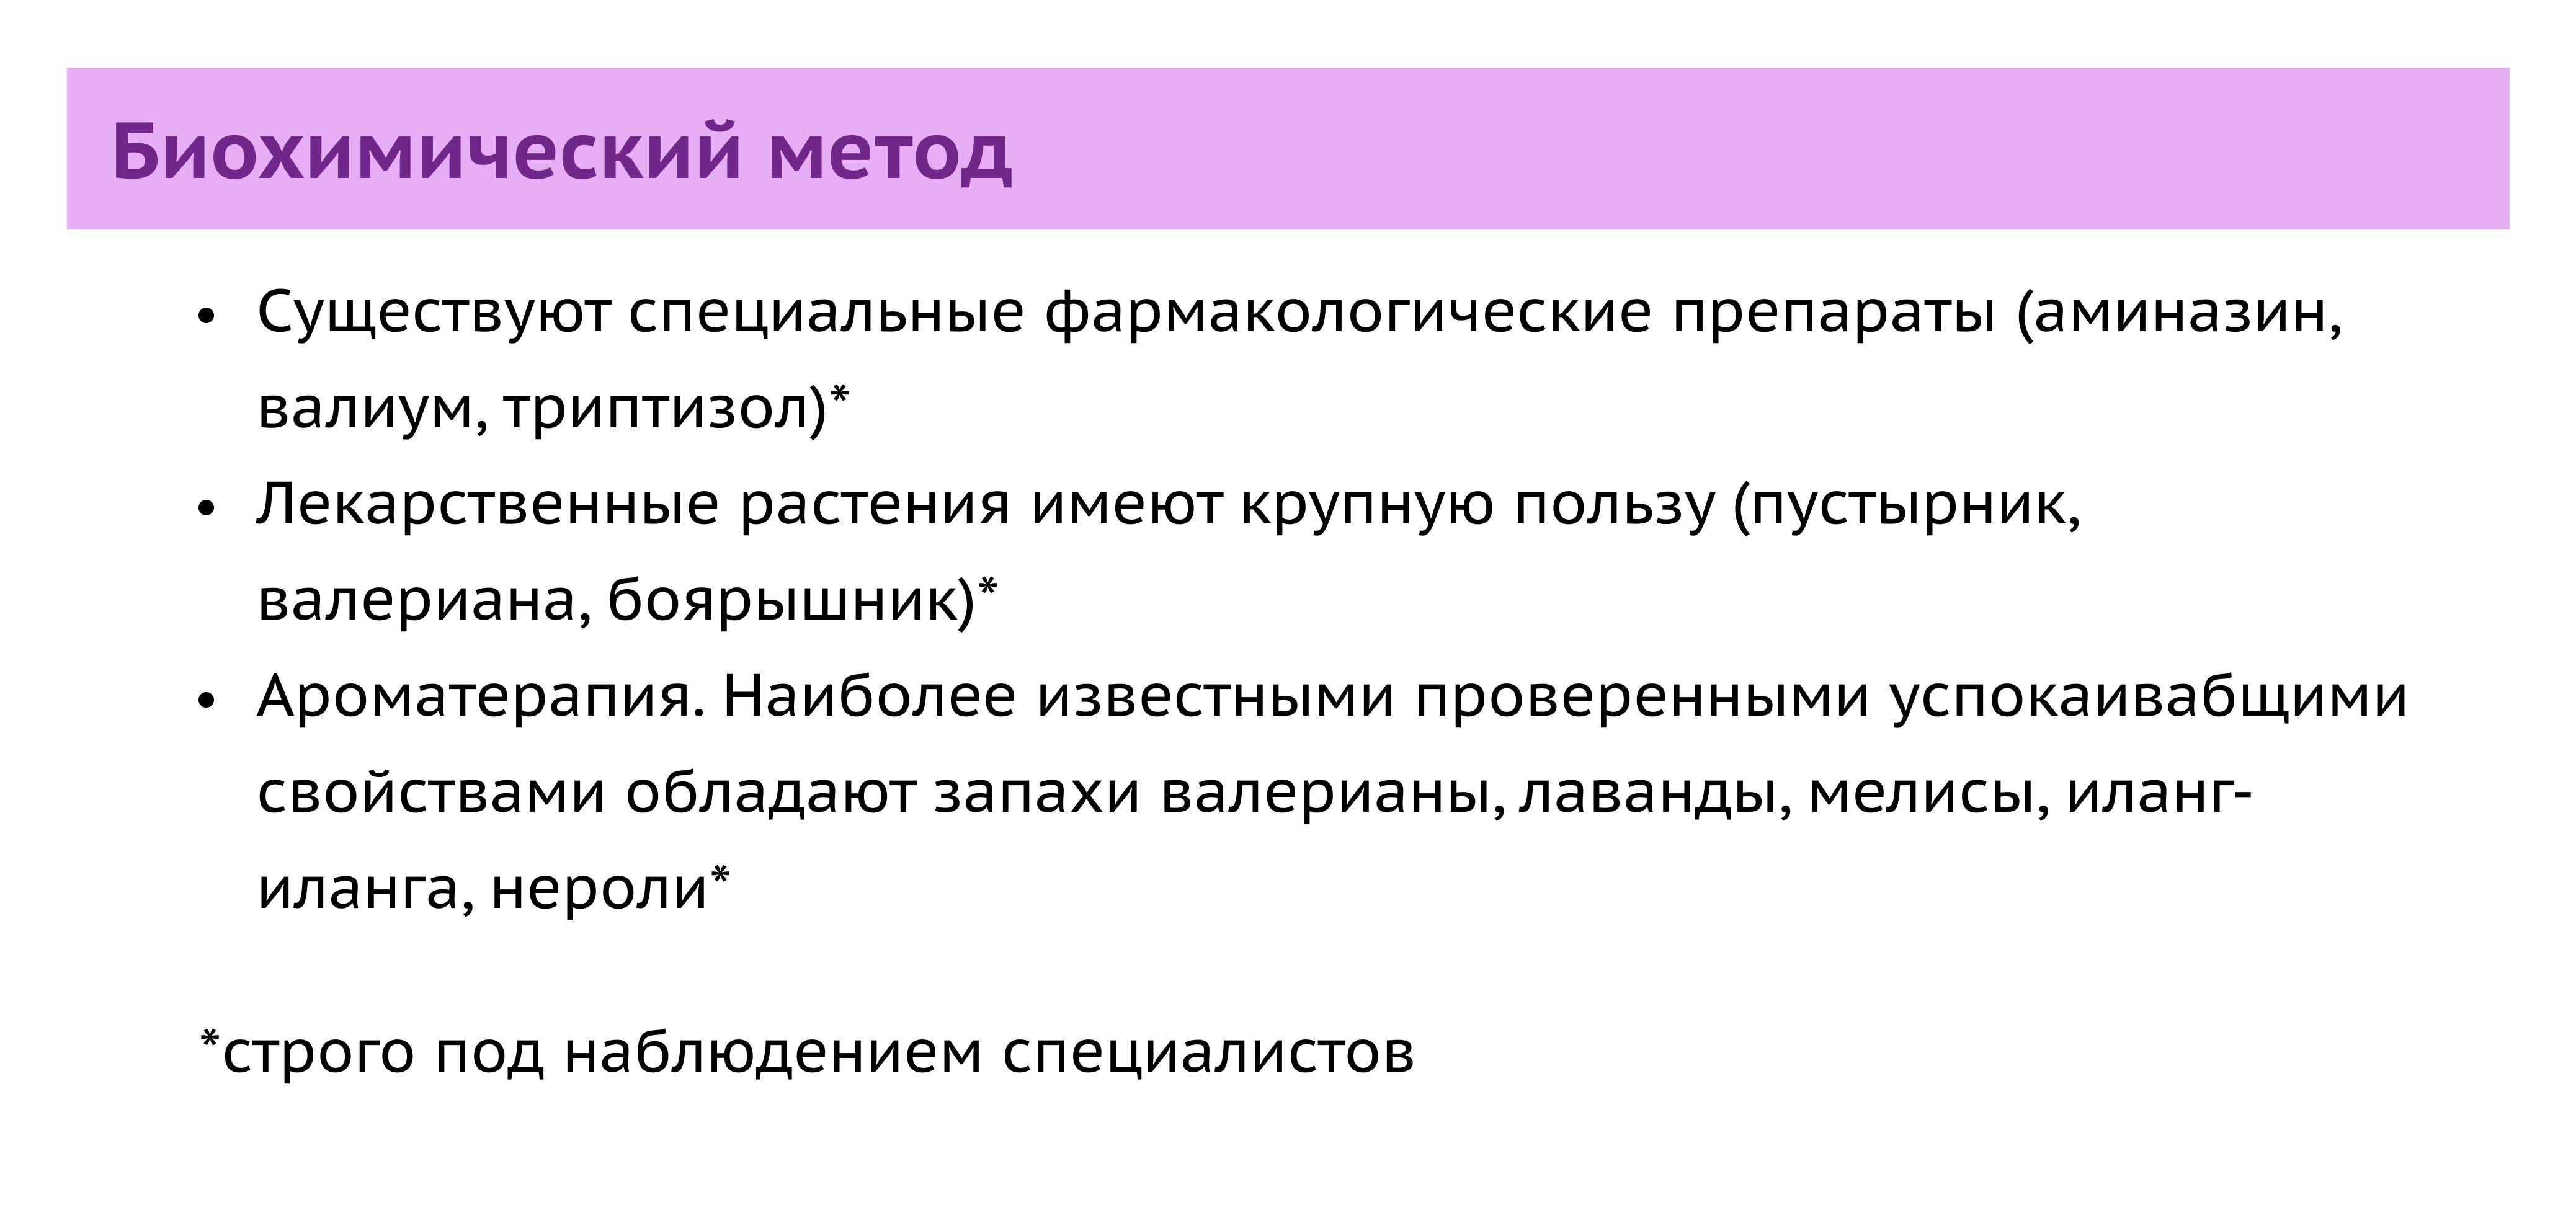 Биохимический метод
• Существуют специальные фармакологические препараты (аминазин,
валиум, триптизол)*
• Лекарственные растения имеют крупную пользу (пустырник,
валериана, боярышник)*
• Ароматерапия. Наиболее известными проверенными успокаивабщими
свойствами обладают запахи валерианы, лаванды, мелисы, иланг-
иланга, нероли*
*строго под наблюдением специалистов